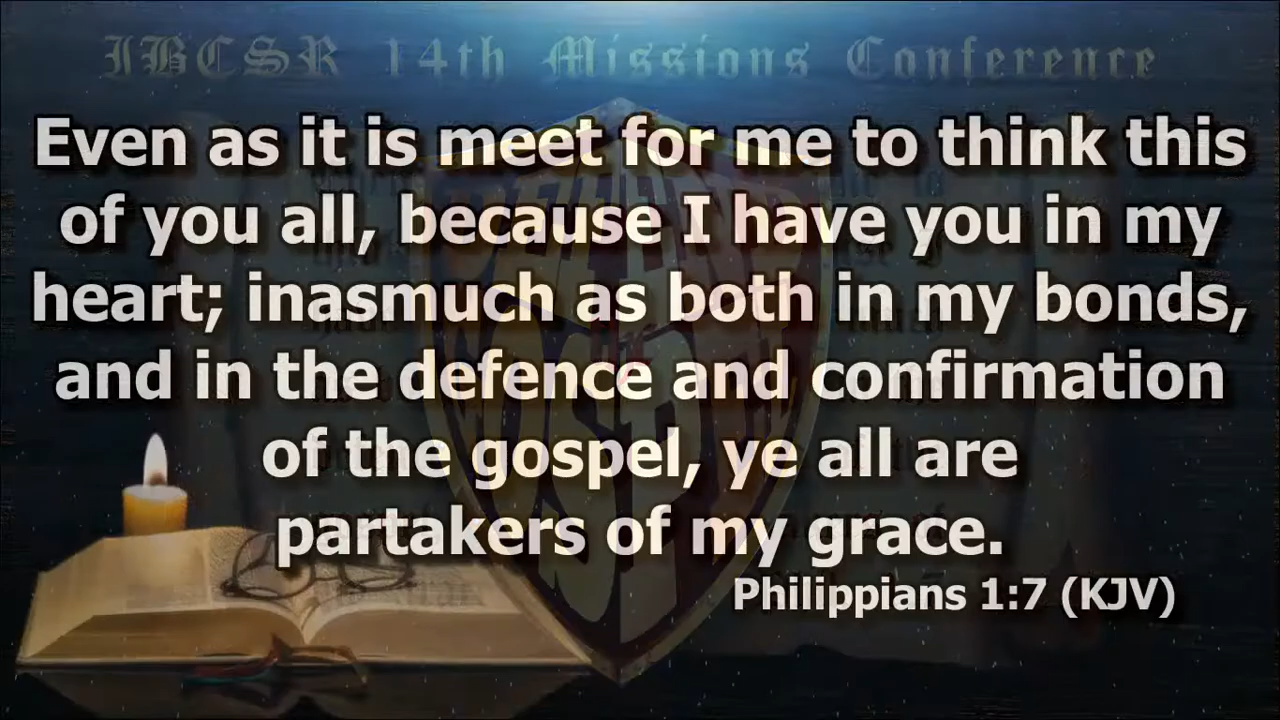 IBCSR 14th Missions Conference
Even as it is meet for me to think this
of you all, because I have you in my
heart; inasmuch as both in my bonds,
and in the defence and confirmation
of the gospel, ye all are
partakers of my grace.
Philippians 1:7 (KJV)